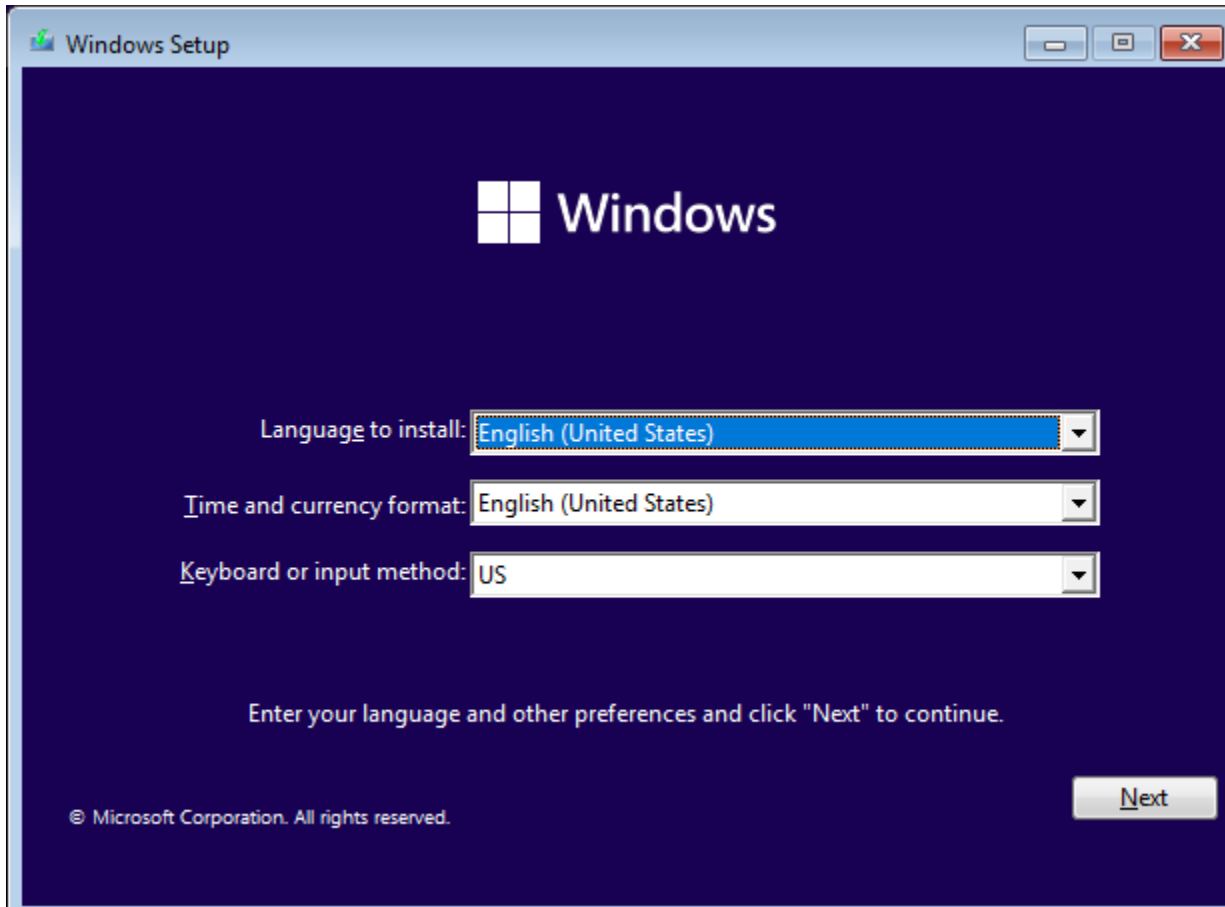 Windows Setup
Windows
Language to install: English (United States)
Time and currency format: English (United States)
Keyboard or input method: US
Enter your language and other preferences and click "Next" to continue.
Next
© Microsoft Corporation. All rights reserved.